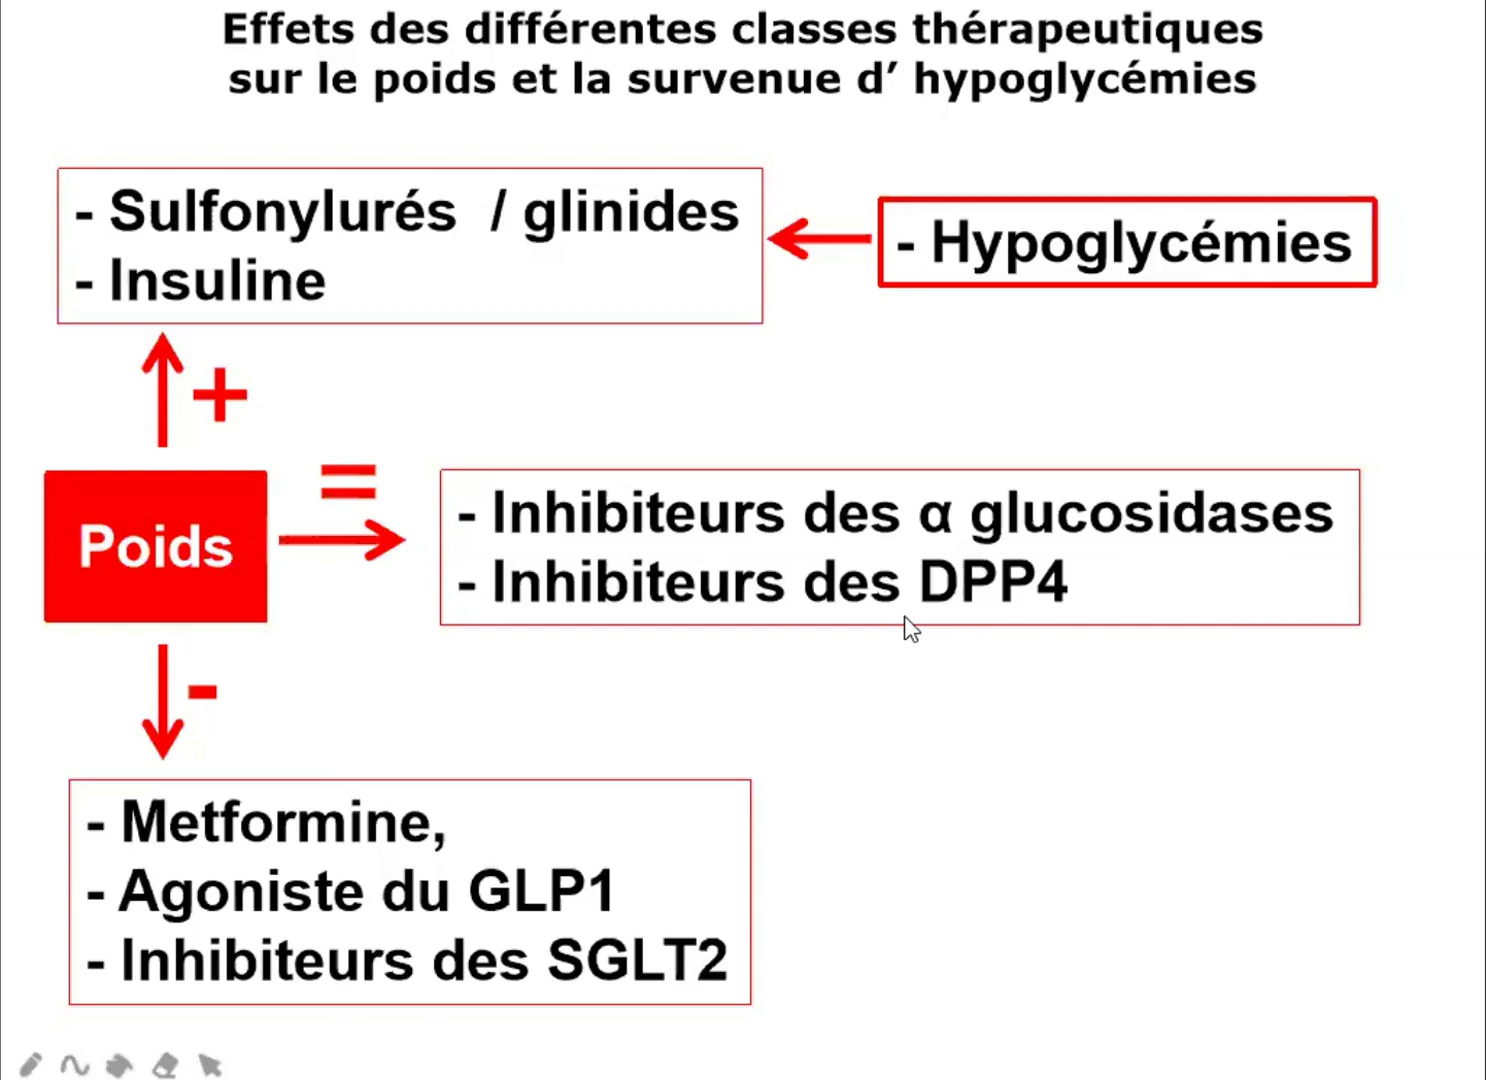 Effets des différentes classes thérapeutiques
sur le poids et la survenue d’ hypoglycémies
- Sulfonylurés / glinides
- Insuline
- Hypoglycémies
+
=
Poids
- Inhibiteurs des α glucosidases
- Inhibiteurs des DPP4
-
- Metformine,
- Agoniste du GLP1
- Inhibiteurs des SGLT2